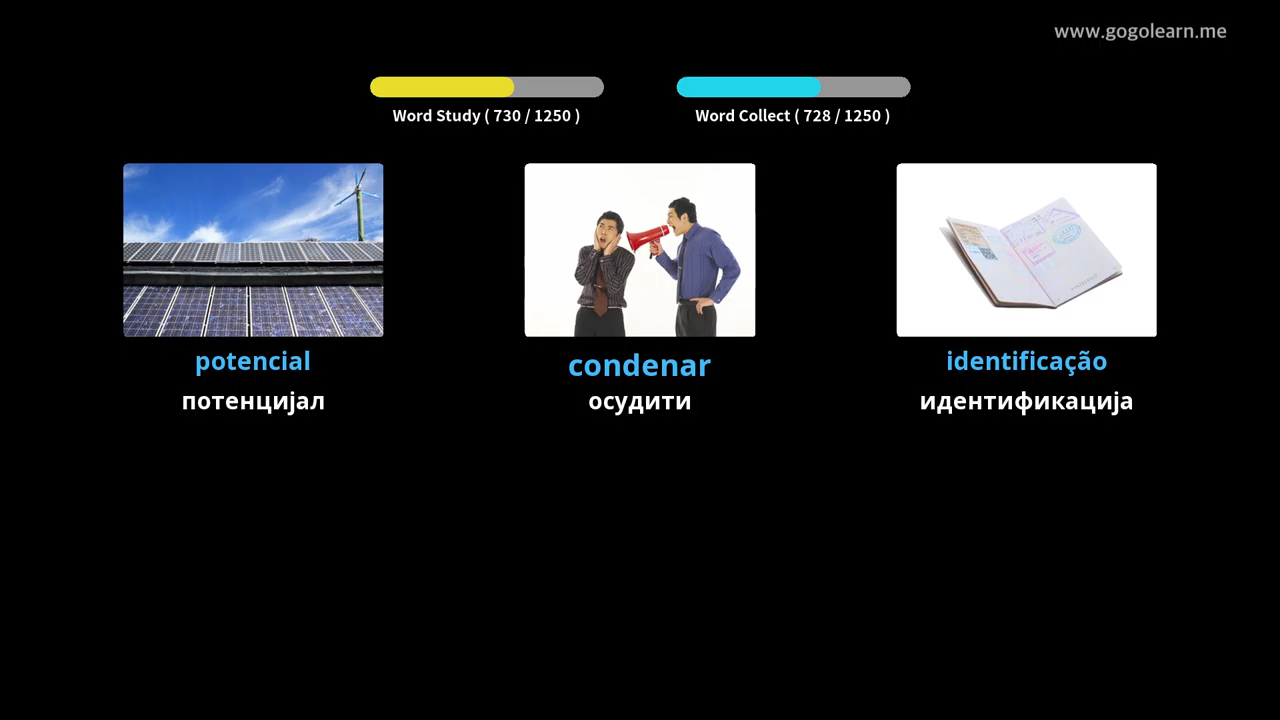 www.gogolearn.me
Word Study ( 730 / 1250 )
Word Collect ( 728 / 1250 )
potencial
condenar
identificação
потенцијал
осудити
идентификација